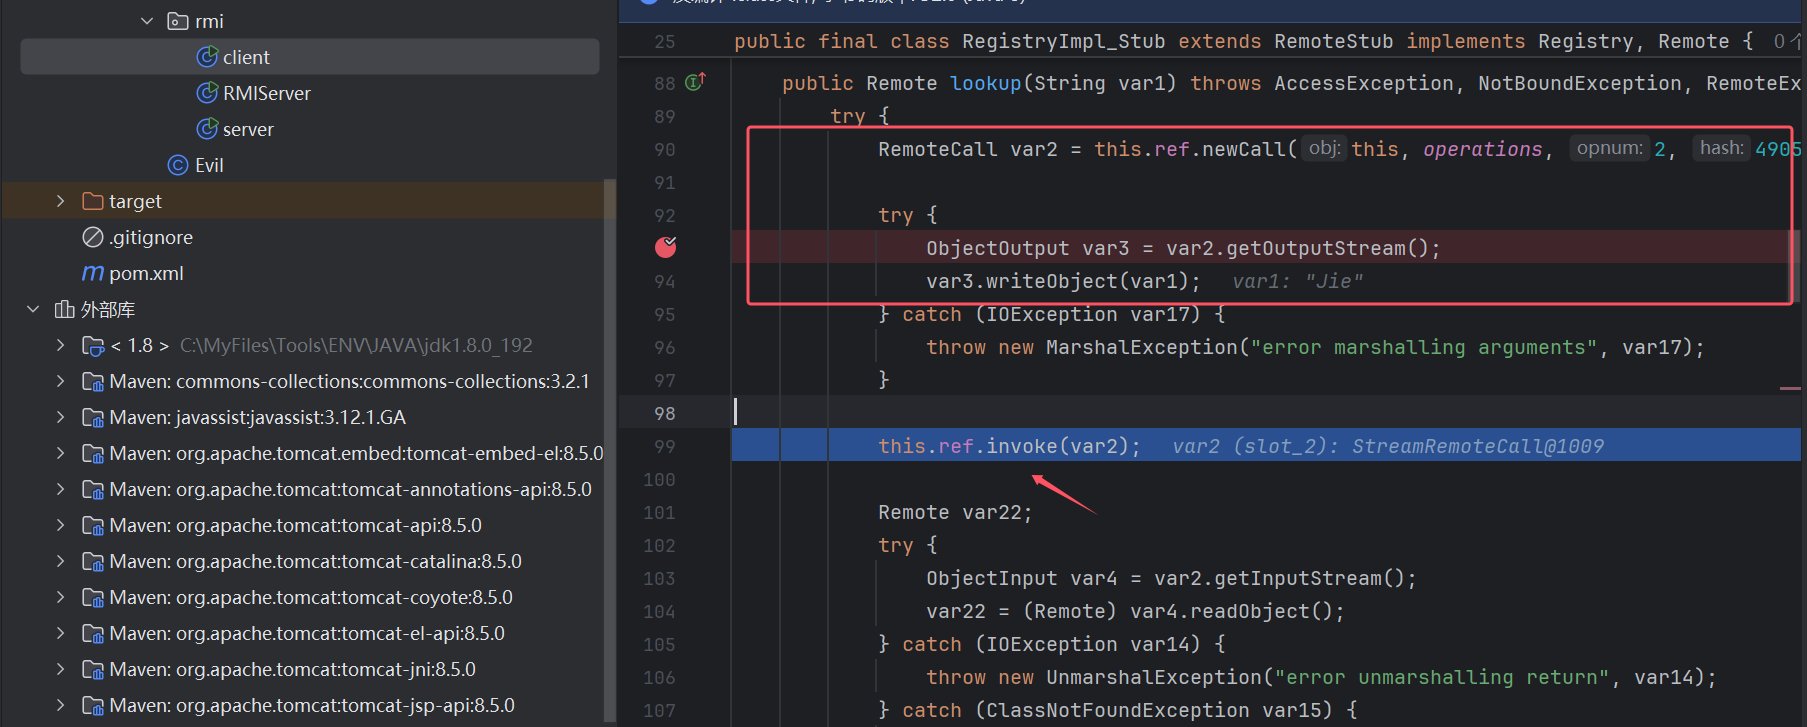 rmi
client
RMIServer
server
Evil
target
.gitignore
pom.xml
外部库
< 1.8 > C:\MyFiles\Tools\ENV\JAVA\jdk1.8.0_192
Maven: commons-collections:commons-collections:3.2.1
Maven: javassist:javassist:3.12.1.GA
Maven: org.apache.tomcat.embed:tomcat-embed-el:8.5.0
Maven: org.apache.tomcat:tomcat-annotations-api:8.5.0
Maven: org.apache.tomcat:tomcat-api:8.5.0
Maven: org.apache.tomcat:tomcat-catalina:8.5.0
Maven: org.apache.tomcat:tomcat-coyote:8.5.0
Maven: org.apache.tomcat:tomcat-el-api:8.5.0
Maven: org.apache.tomcat:tomcat-jni:8.5.0
Maven: org.apache.tomcat:tomcat-jsp-api:8.5.0
25 public final class RegistryImpl_Stub extends RemoteStub implements Registry, Remote { 0个
88 public Remote lookup(String var1) throws AccessException, NotBoundException, RemoteEx
89 try {
90 RemoteCall var2 = this.ref.newCall( obj: this, operations, opnum: 2, hash: 4905
91
92 try {
ObjectOutput var3 = var2.getOutputStream();
94 var3.writeObject(var1); var1: "Jie"
95 } catch (IOException var17) {
96 throw new MarshalException("error marshalling arguments", var17);
97 }
98
99 this.ref.invoke(var2); var2 (slot_2): StreamRemoteCall@1009
100
101 Remote var22;
102 try {
103 ObjectInput var4 = var2.getInputStream();
104 var22 = (Remote) var4.readObject();
105 } catch (IOException var14) {
106 throw new UnmarshalException("error unmarshalling return", var14);
107 } catch (ClassNotFoundException var15) {